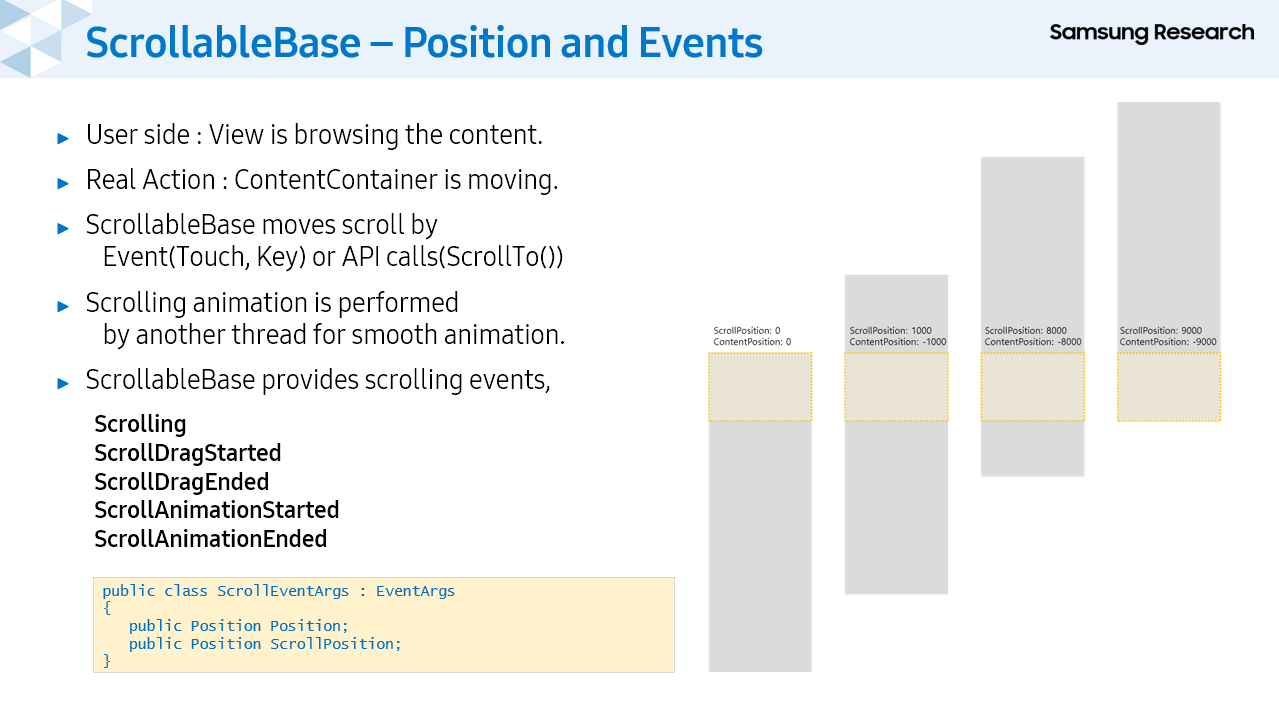 ScrollableBase – Position and Events
Samsung Research
User side : View is browsing the content.
Real Action : ContentContainer is moving.
ScrollableBase moves scroll by
Event(Touch, Key) or API calls(ScrollTo())
Scrolling animation is performed
by another thread for smooth animation.
ScrollableBase provides scrolling events,
Scrolling
ScrollDragStarted
ScrollDragEnded
ScrollAnimationStarted
ScrollAnimationEnded
public class ScrollEventArgs : EventArgs
{
public Position Position;
public Position ScrollPosition;
}
ScrollPosition: 0
ContentPosition: 0
ScrollPosition: 1000
ContentPosition: -1000
ScrollPosition: 8000
ContentPosition: -8000
ScrollPosition: 9000
ContentPosition: -9000